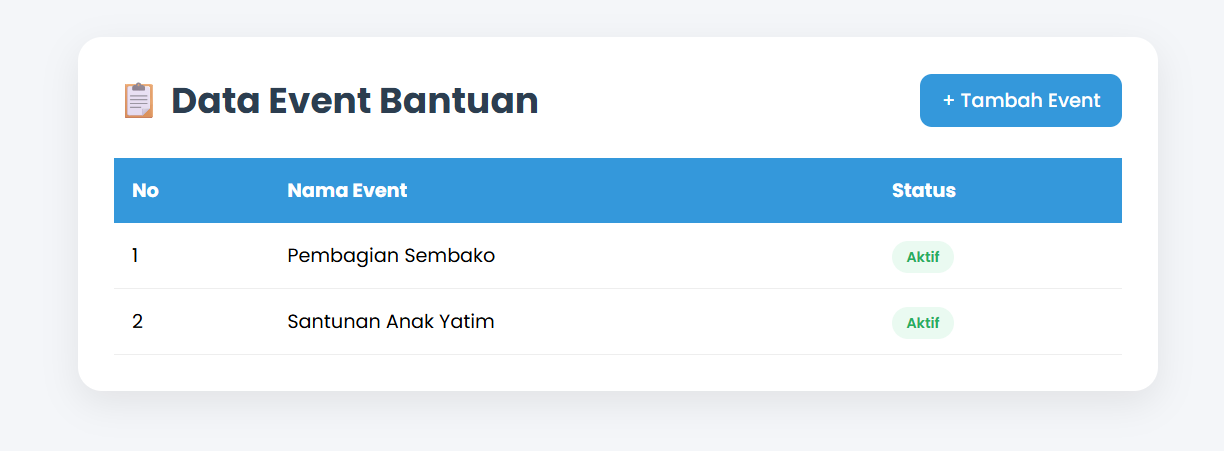 Data Event Bantuan
+ Tambah Event
No Nama Event Status
1 Pembagian Sembako Aktif
2 Santunan Anak Yatim Aktif